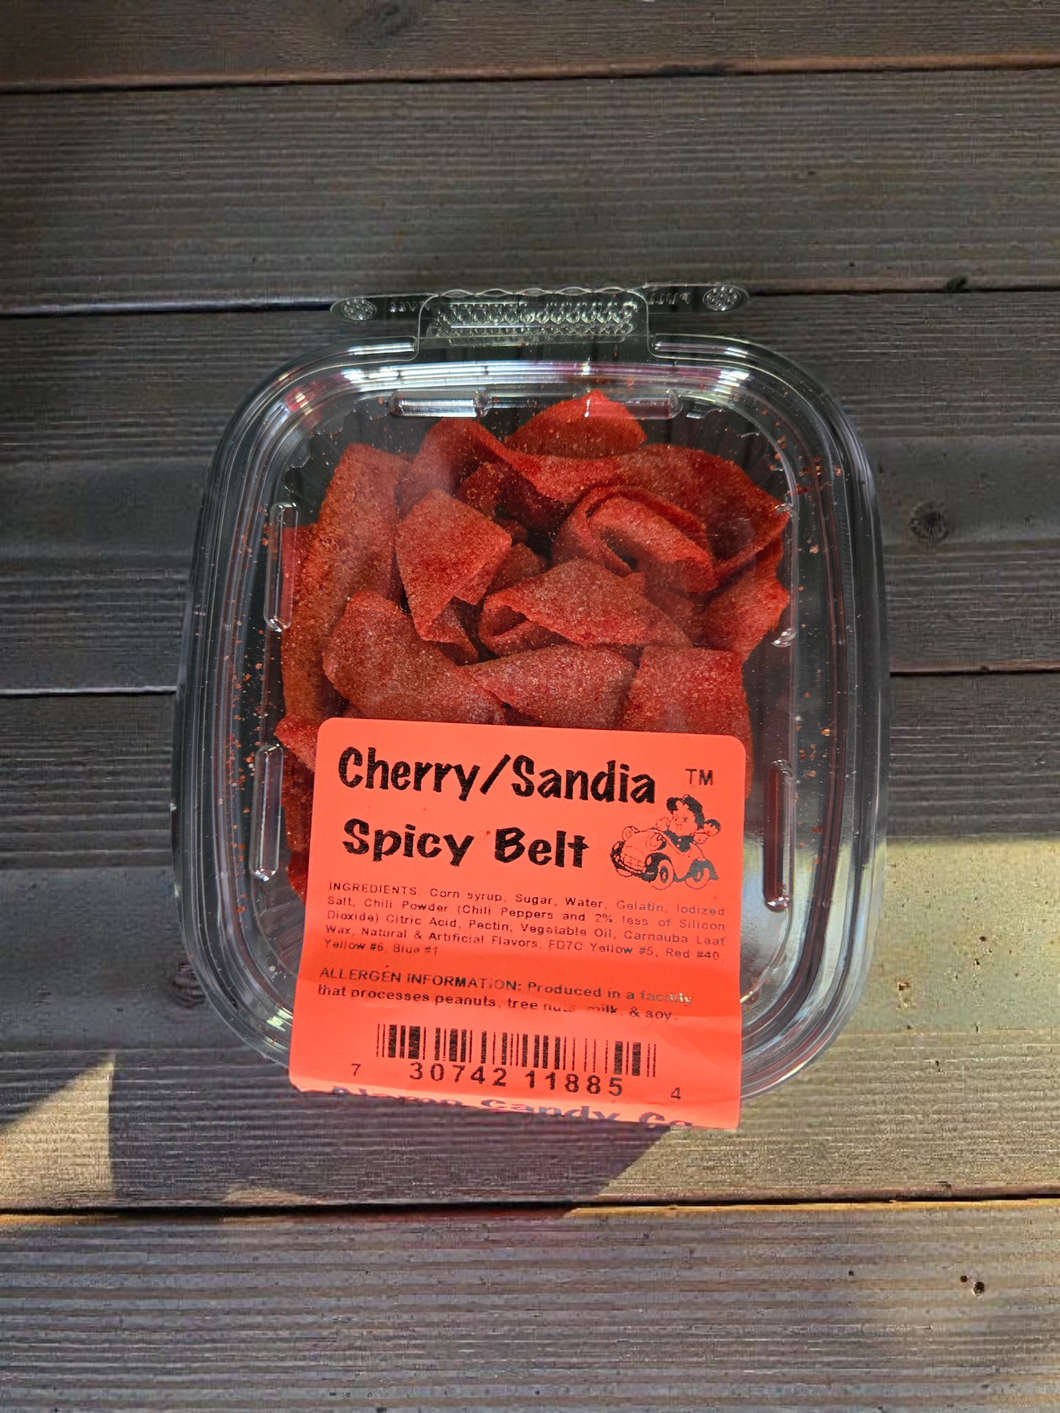 Cherry/Sandia TM
Spicy Belt
INGREDIENTS, Corn syrup, Sugar, Water, Gelatin, Iodized
Salt, Chili Powder (Chili Peppers and 2% less of Silicon
Dioxide) Citric Acid, Pectin, Vegetable Oil, Carnauba Leaf
Wax, Natural & Artificial Flavors, FD7C Yellow #5, Red #40
Yellow #6, Blue #1
ALLERGEN INFORMATION: Produced in a facility
that processes peanuts, tree nuts, milk, & soy.
7 30742 11885 4
Alamo Candy Co